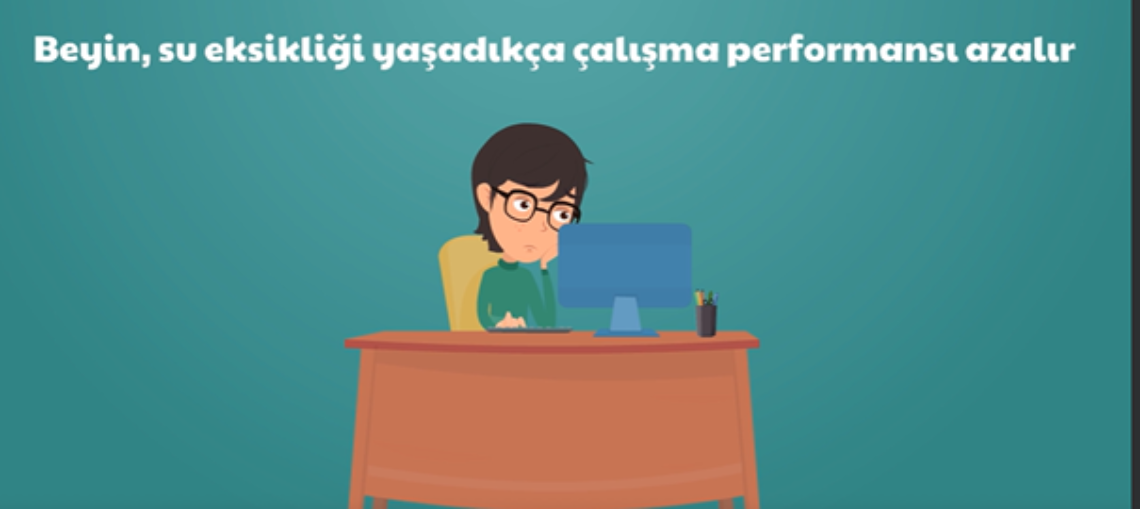 Beyin, su eksikliği yaşadıkça çalışma performansı azalır